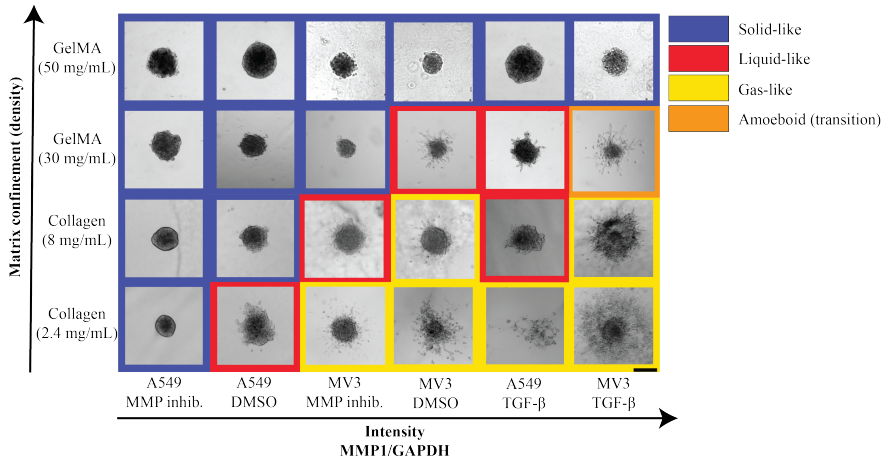 GelMA
(50 mg/mL)
GelMA
(30 mg/mL)
Collagen
(8 mg/mL)
Collagen
(2.4 mg/mL)
Matrix confinement (density)
Solid-like
Liquid-like
Gas-like
Amoeboid (transition)
A549
MMP inhib.
A549
DMSO
MV3
MMP inhib.
MV3
DMSO
A549
TGF-β
MV3
TGF-β
Intensity
MMP1/GAPDH